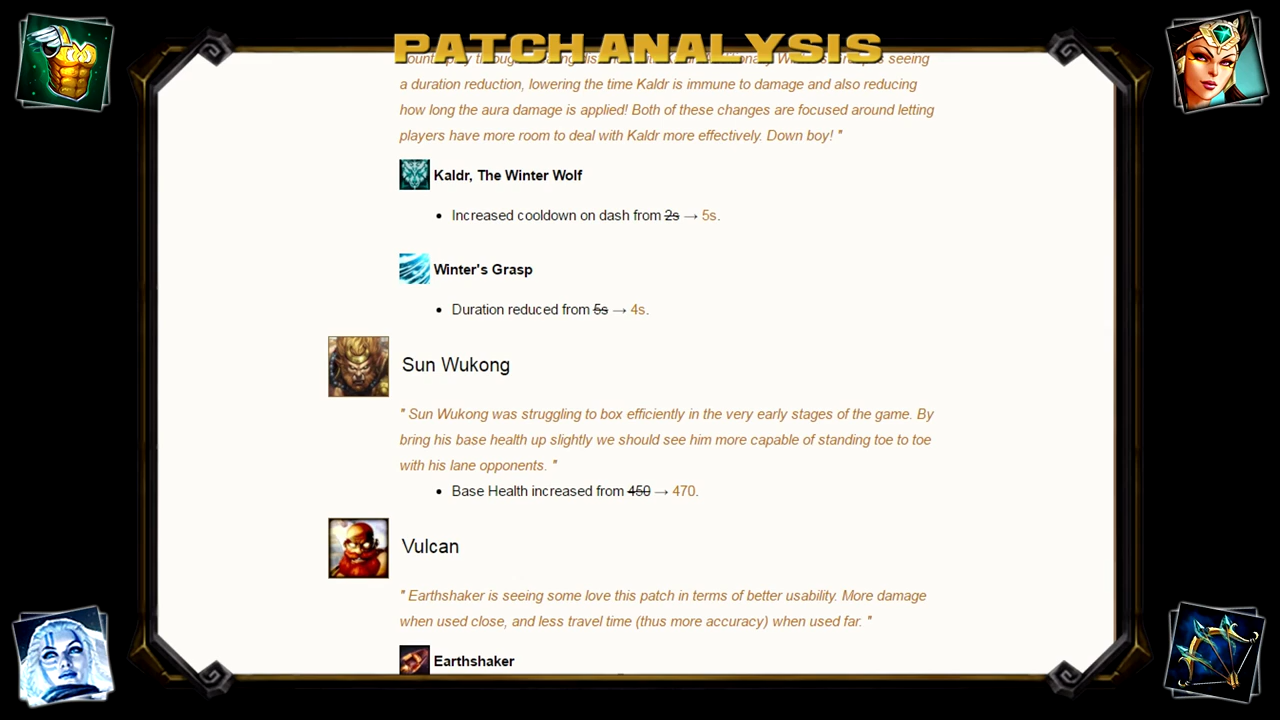 PATCH ANALYSIS
seeing
a duration reduction, lowering the time Kaldr is immune to damage and also reducing
how long the aura damage is applied! Both of these changes are focused around letting
players have more room to deal with Kaldr more effectively. Down boy! "
Kaldr, The Winter Wolf
• Increased cooldown on dash from 2s → 5s.
Winter's Grasp
• Duration reduced from 5s → 4s.
Sun Wukong
" Sun Wukong was struggling to box efficiently in the very early stages of the game. By
bring his base health up slightly we should see him more capable of standing toe to toe
with his lane opponents. "
• Base Health increased from 450 → 470.
Vulcan
" Earthshaker is seeing some love this patch in terms of better usability. More damage
when used close, and less travel time (thus more accuracy) when used far. "
Earthshaker